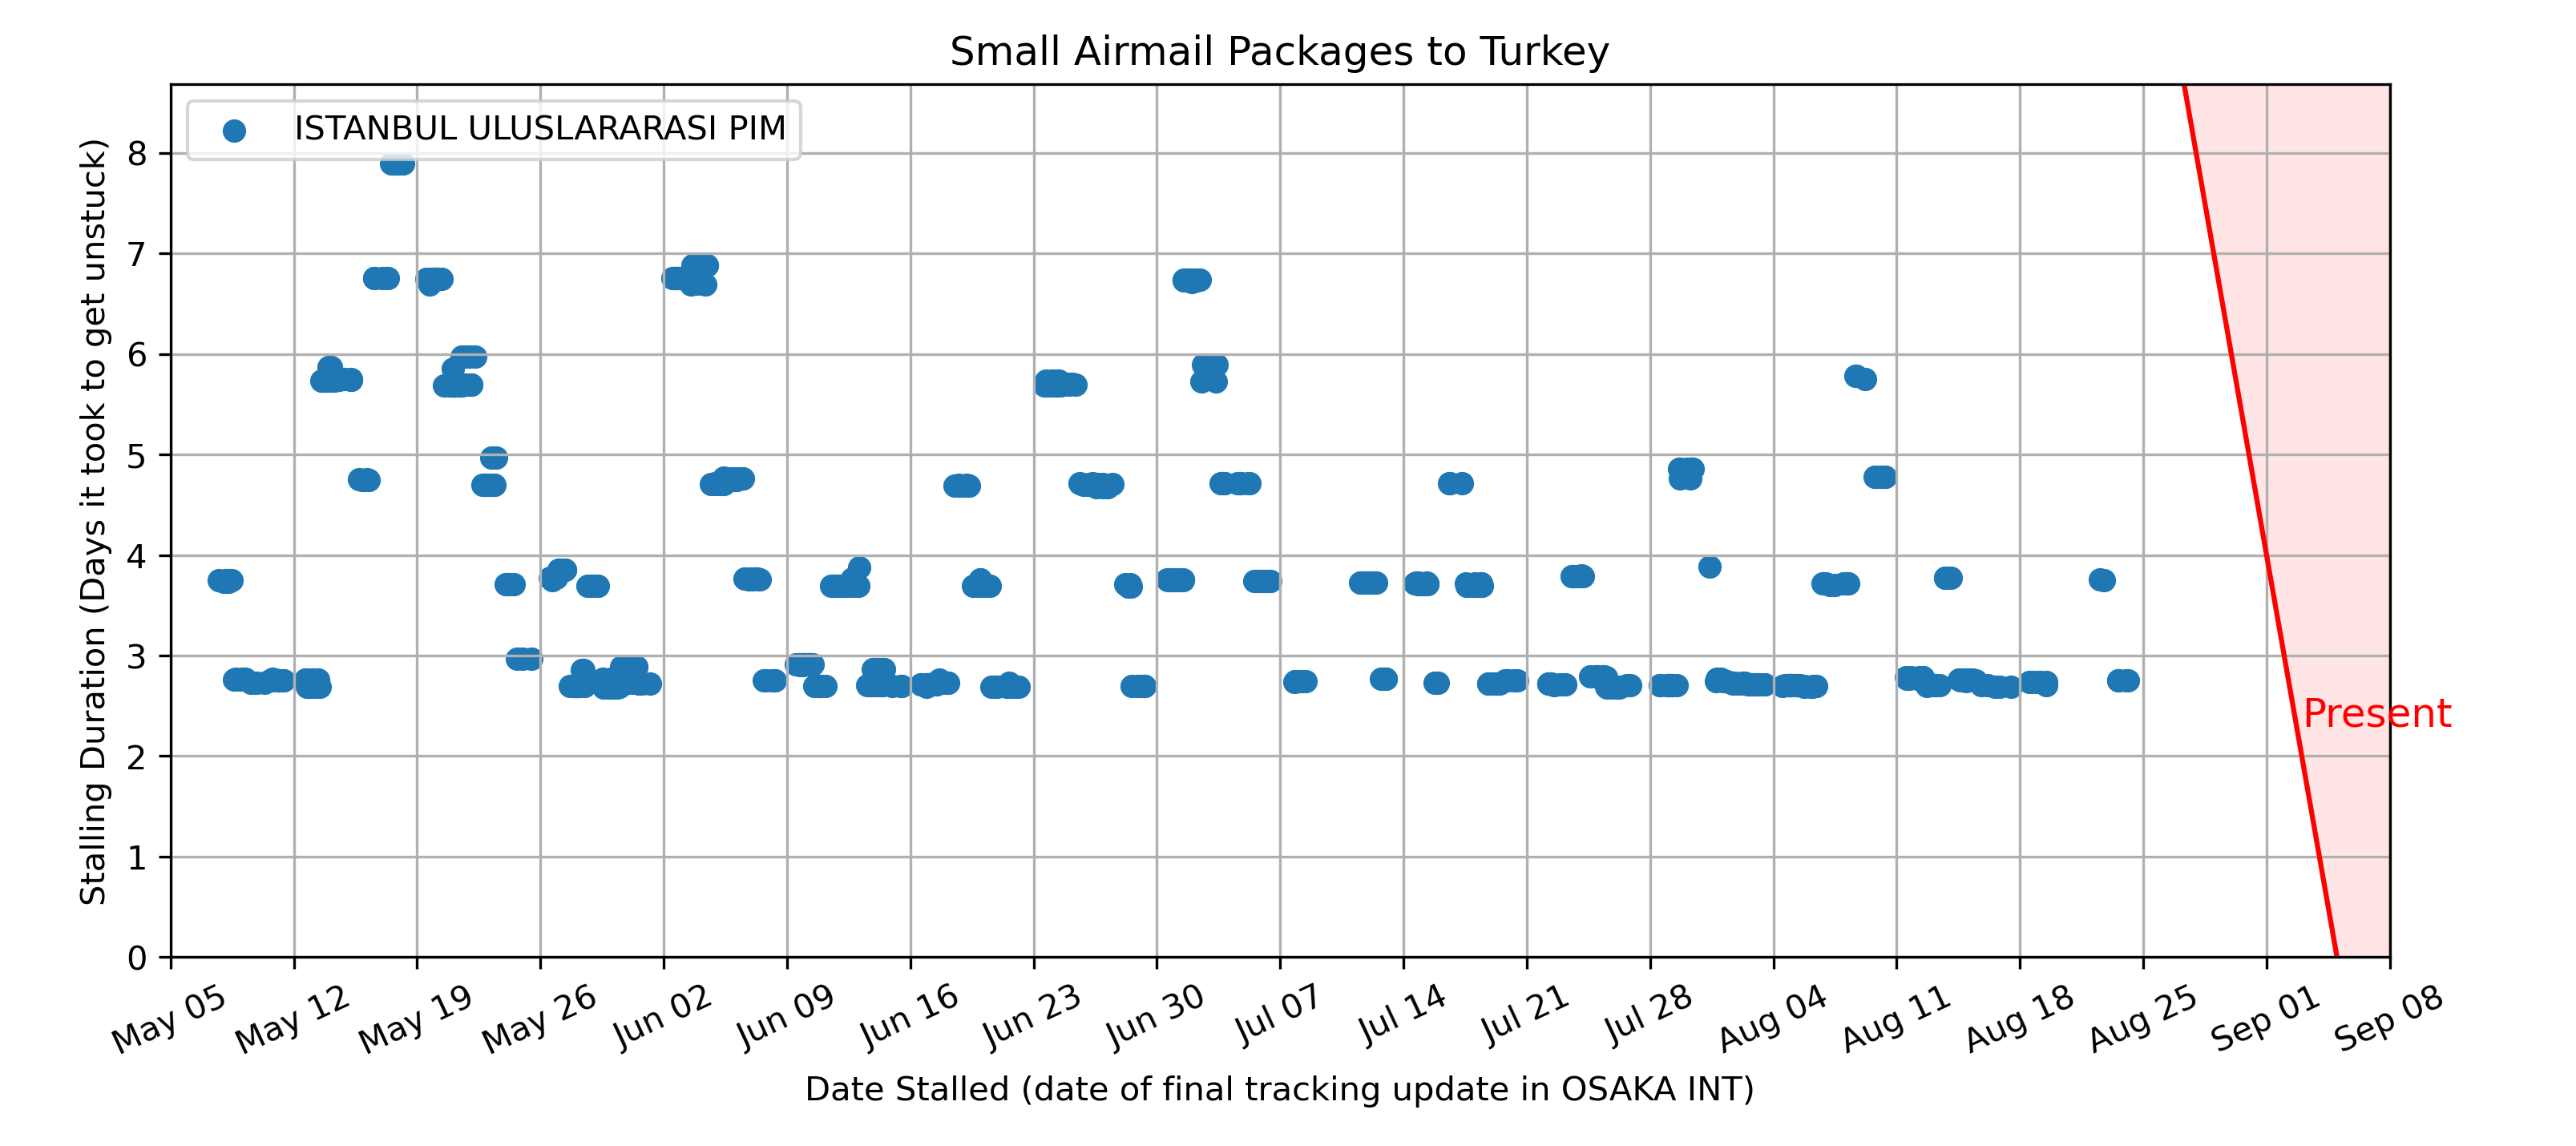 Small Airmail Packages to Turkey
ISTANBUL ULUSLARARASI PIM
Stalling Duration (Days it took to get unstuck)
8
7
6
5
4
3
2
1
0
Present
May 05 May 12 May 19 May 26 Jun 02 Jun 09 Jun 16 Jun 23 Jun 30 Jul 07 Jul 14 Jul 21 Jul 28 Aug 04 Aug 11 Aug 18 Aug 25 Sep 01 Sep 08
Date Stalled (date of final tracking update in OSAKA INT)